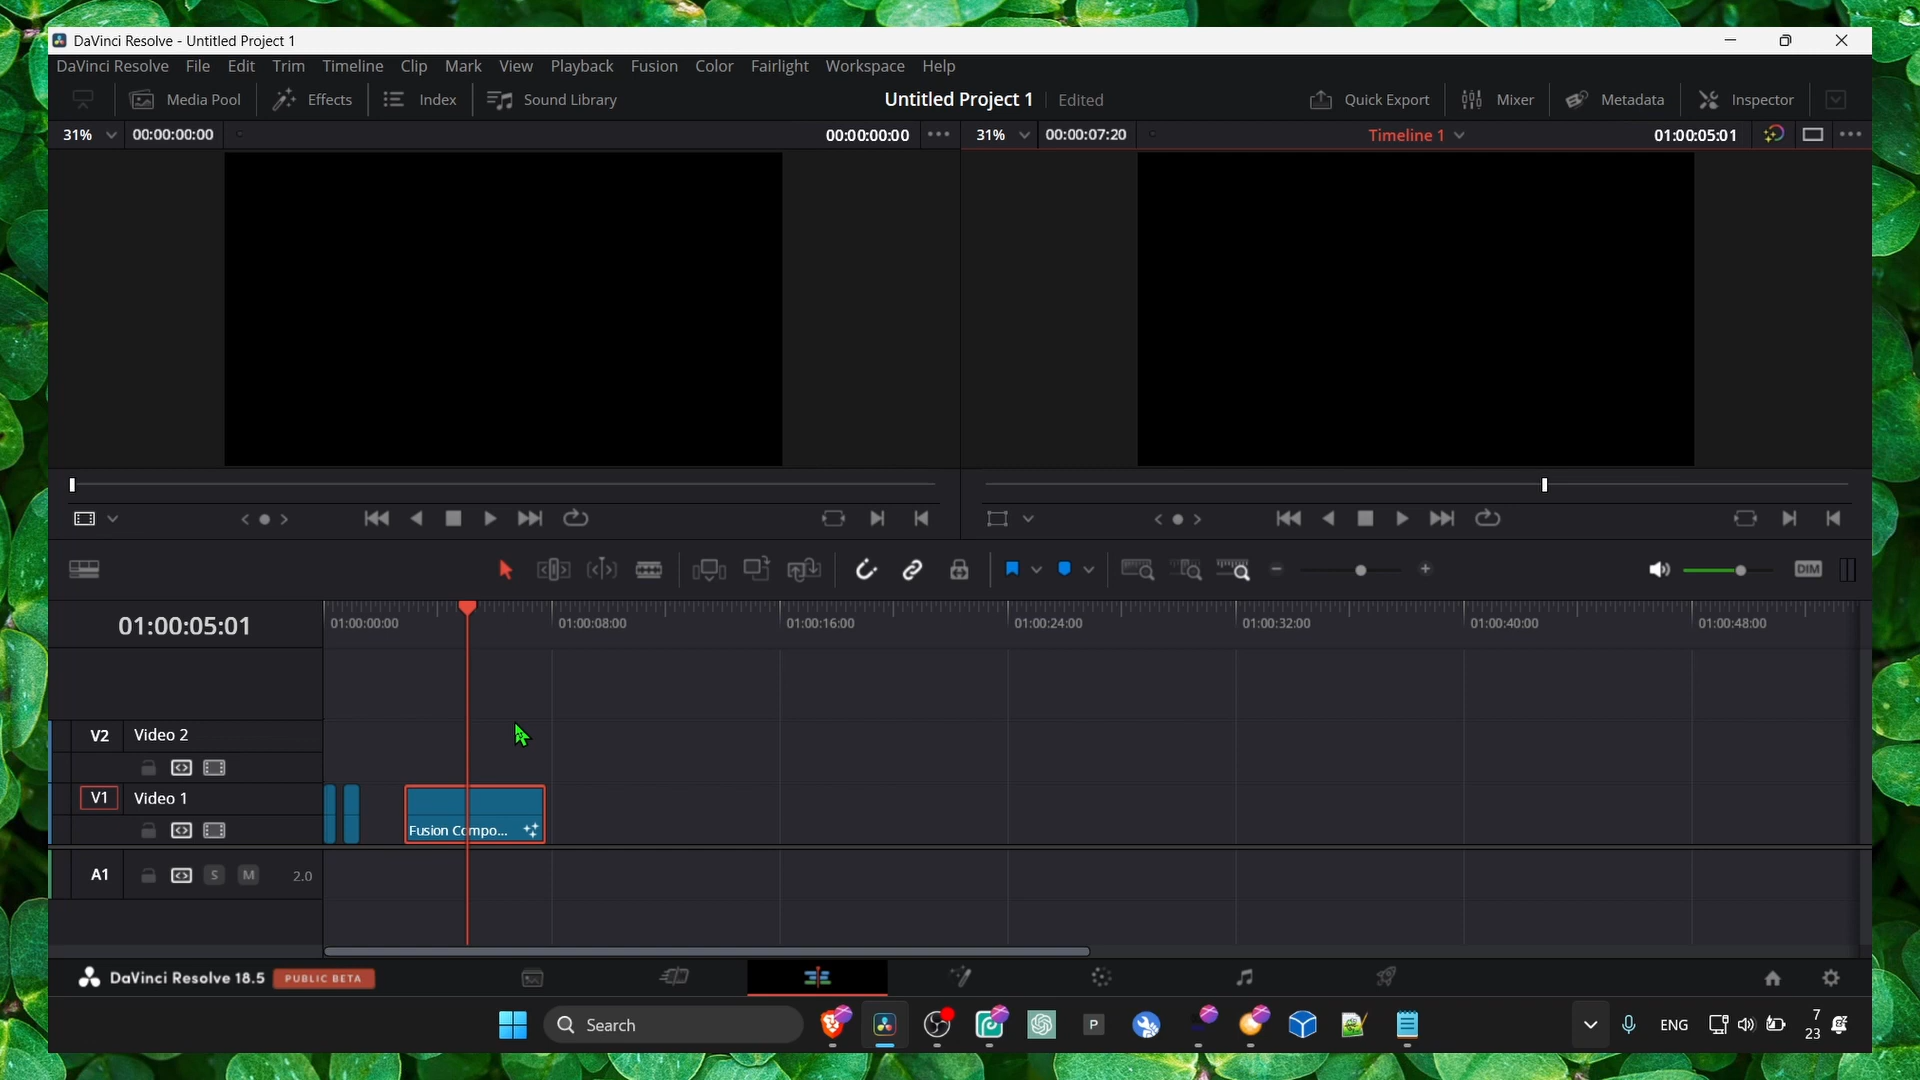 DaVinci Resolve - Untitled Project 1
DaVinci Resolve File Edit Trim Timeline Clip Mark View Playback Fusion Color Fairlight Workspace Help
Media Pool Effects Index Sound Library Untitled Project 1 Edited Quick Export Mixer Metadata Inspector
31% 00:00:00:00 00:00:00:00 31% 00:00:07:20 Timeline 1 01:00:05:01
DIM
01:00:05:01 01:00:00:00 01:00:08:00 01:00:16:00 01:00:24:00 01:00:32:00 01:00:40:00 01:00:48:00
V2 Video 2
V1 Video 1
Fusion Compo...
A1 S M 2.0
DaVinci Resolve 18.5 PUBLIC BETA
Search P ENG 7
23